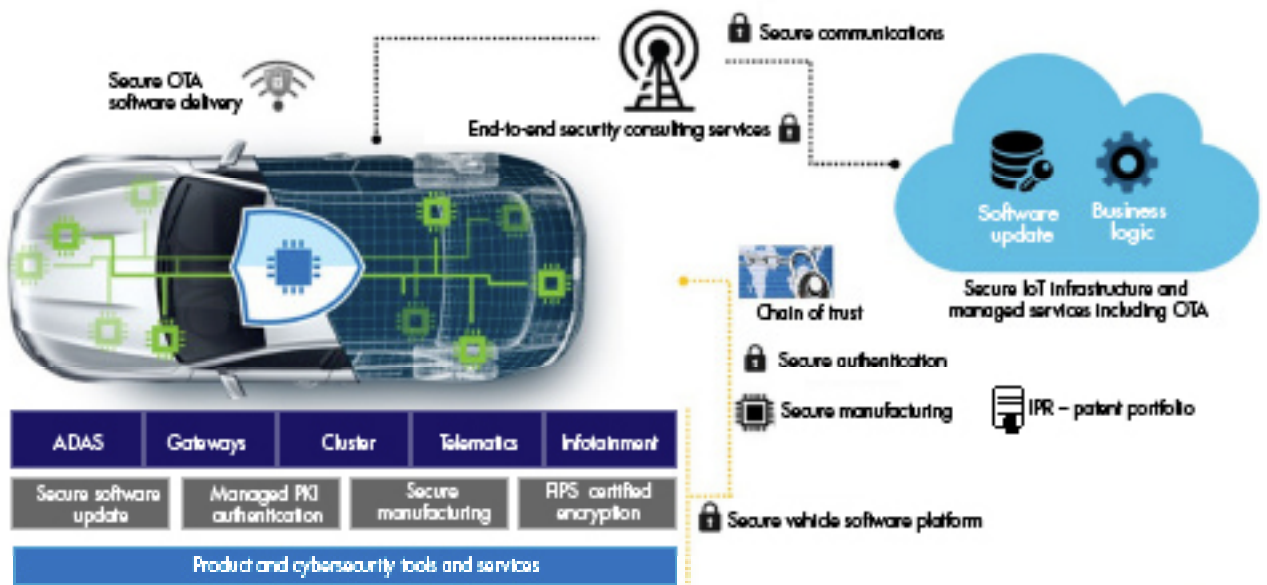 Secure communications
Secure OTA
software delivery
End-to-end security consulting services
Software
update
Business
logic
Secure IoT infrastructure and
managed services including OTA
Chain of trust
Secure authentication
Secure manufacturing
IPR – patent portfolio
ADAS
Gateways
Cluster
Telematics
Infotainment
Secure software
update
Managed PKI
authentication
Secure
manufacturing
FIPS certified
encryption
Secure vehicle software platform
Product and cybersecurity tools and services